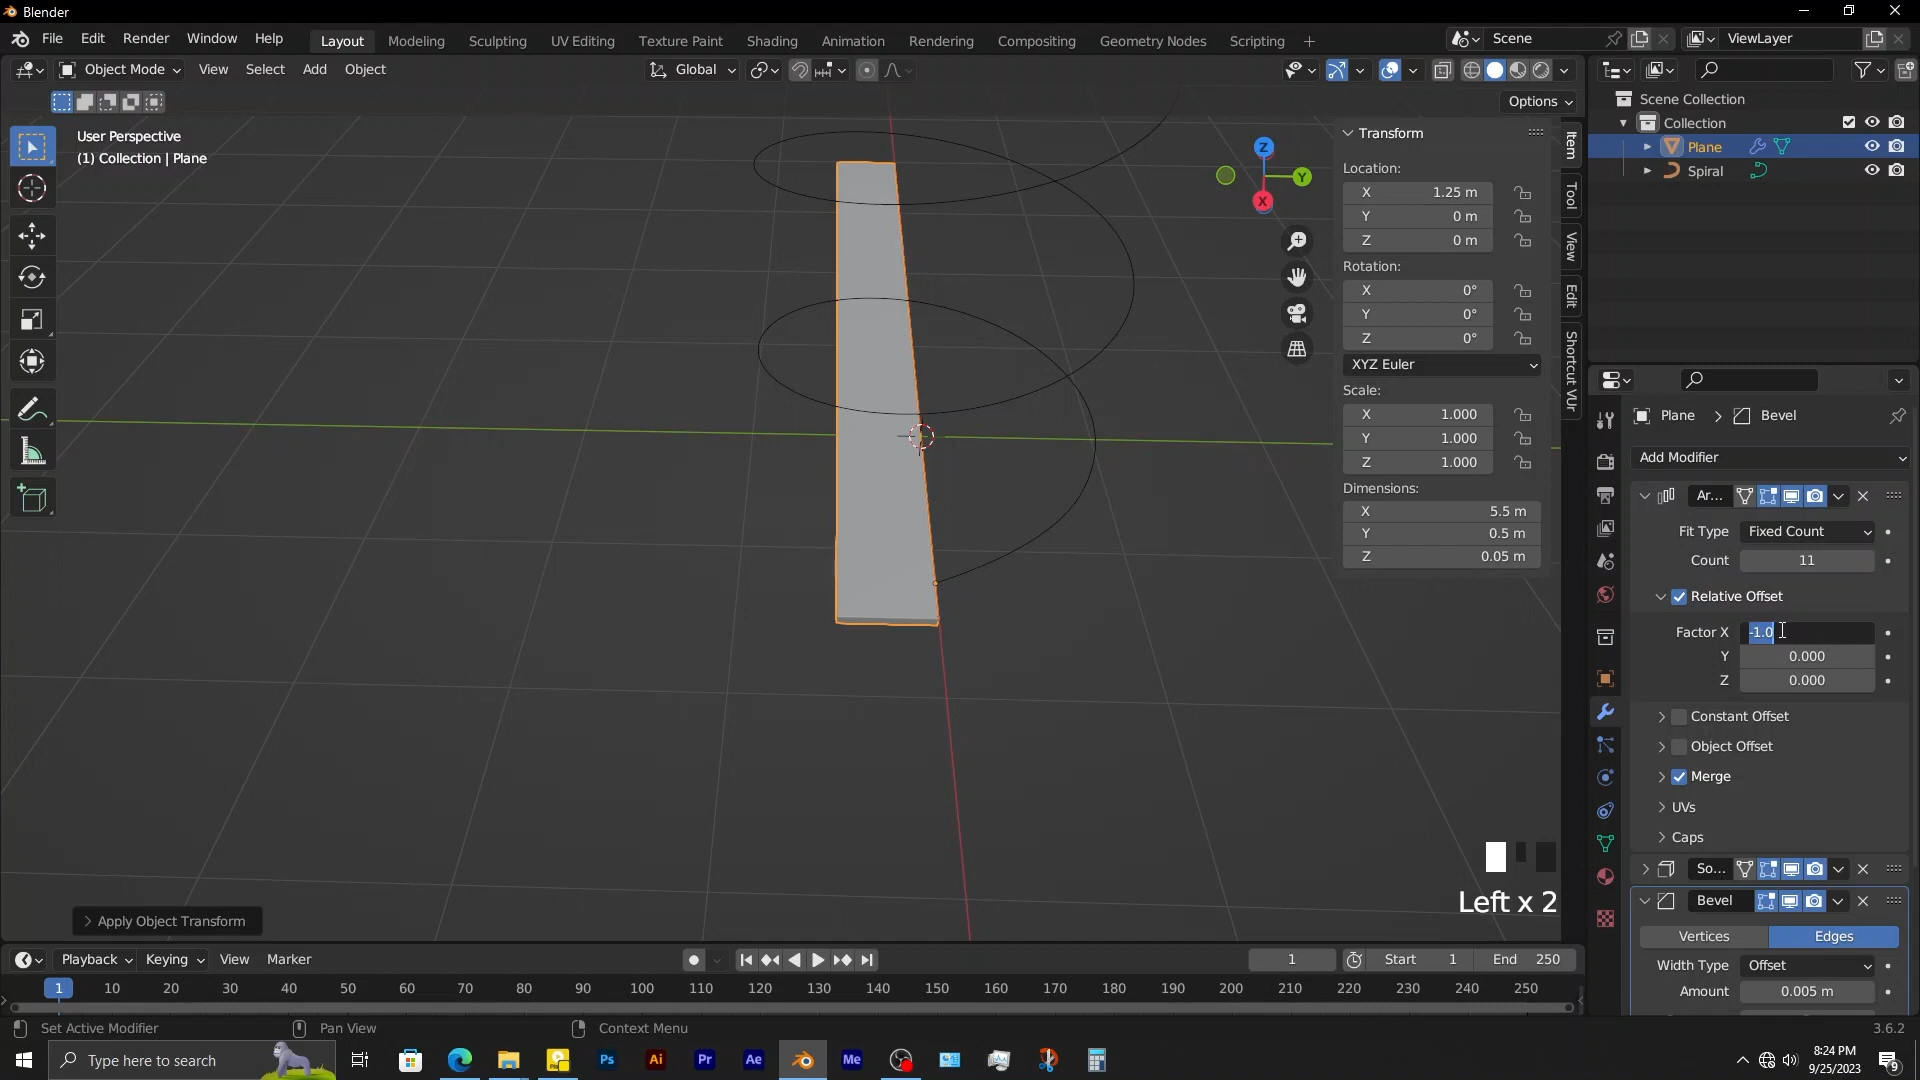 Blender
File Edit Render Window Help
Layout Modeling Sculpting UV Editing Texture Paint Shading Animation Rendering Compositing Geometry Nodes Scripting +
Scene
ViewLayer
Object Mode View Select Add Object
Global
Options
User Perspective
(1) Collection | Plane
Z
Y
X
Transform
Location:
X 1.25 m
Y 0 m
Z 0 m
Rotation:
X 0°
Y 0°
Z 0°
XYZ Euler
Scale:
X 1.000
Y 1.000
Z 1.000
Dimensions:
X 5.5 m
Y 0.5 m
Z 0.05 m
Item
Tool
View
Edit
Shortcut VUr
Scene Collection
Collection
Plane
Spiral
Plane > Bevel
Add Modifier
Ar...
Fit Type Fixed Count
Count 11
Relative Offset
Factor X -1.0
Y 0.000
Z 0.000
Constant Offset
Object Offset
Merge
UVs
Caps
So...
Bevel
Vertices Edges
Width Type Offset
Amount 0.005 m
Left x 2
> Apply Object Transform
Playback Keying View Marker
1
Start 1
End 250
1 10 20 30 40 50 60 70 80 90 100 110 120 130 140 150 160 170 180 190 200 210 220 230 240 250
Set Active Modifier
Pan View
Context Menu
3.6.2
Type here to search
Ps
Ai
Pr
Ae
Me
8:24 PM
9/25/2023
9